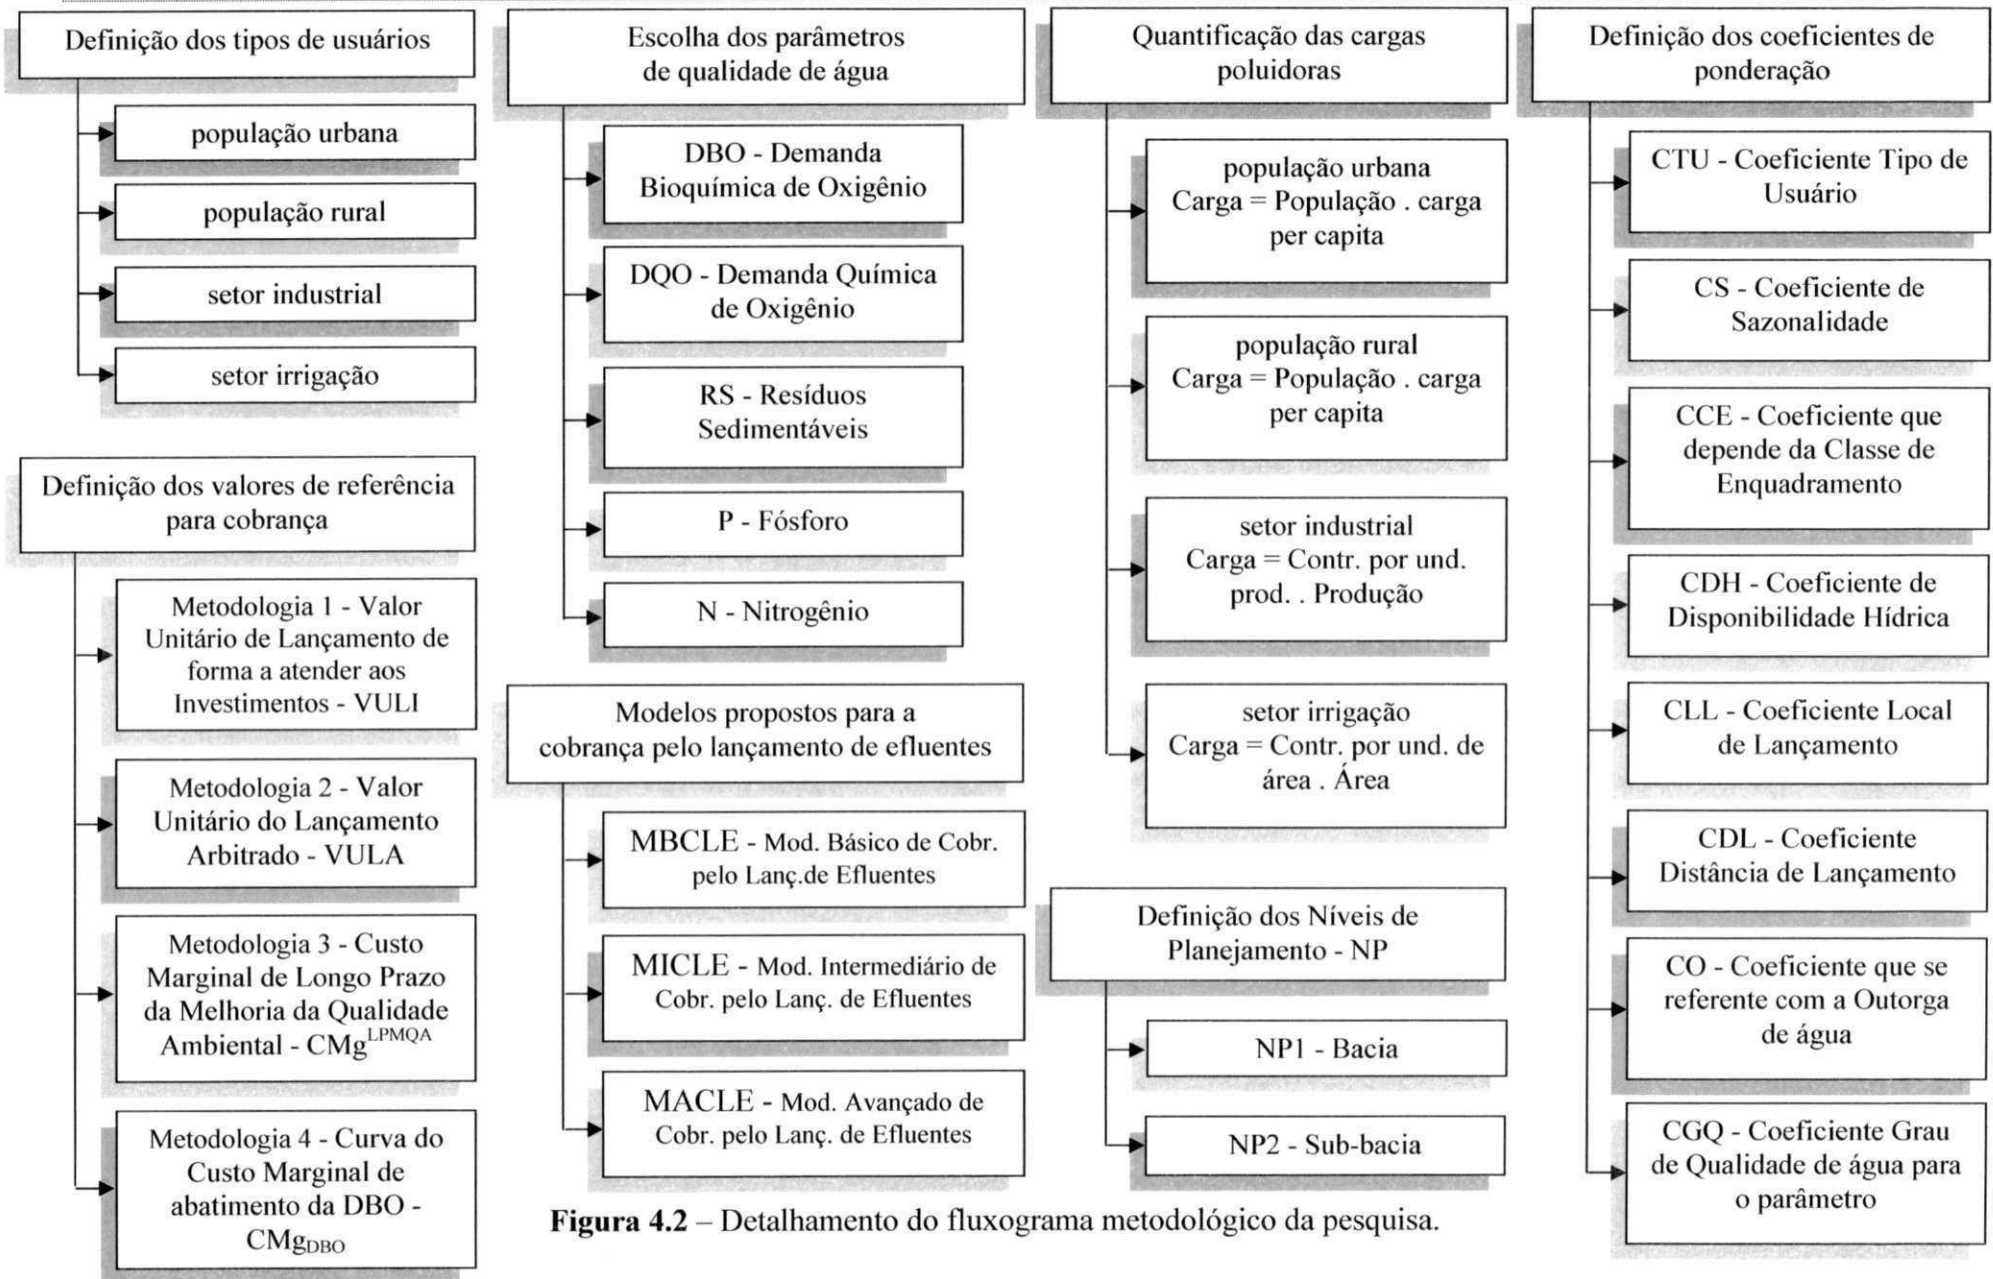 Definição dos tipos de usuários
população urbana
população rural
setor industrial
setor irrigação
Definição dos valores de referência
para cobrança
Metodologia 1 - Valor
Unitário de Lançamento de
forma a atender aos
Investimentos - VULI
Metodologia 2 - Valor
Unitário do Lançamento
Arbitrado - VULA
Metodologia 3 - Custo
Marginal de Longo Prazo
da Melhoria da Qualidade
Ambiental - CMg^LPMQA
Metodologia 4 - Curva do
Custo Marginal de
abatimento da DBO -
CMg_DBO
Escolha dos parâmetros
de qualidade de água
DBO - Demanda
Bioquímica de Oxigênio
DQO - Demanda Química
de Oxigênio
RS - Resíduos
Sedimentáveis
P - Fósforo
N - Nitrogênio
Modelos propostos para a
cobrança pelo lançamento de efluentes
MBCLE - Mod. Básico de Cobr.
pelo Lanç.de Efluentes
MICLE - Mod. Intermediário de
Cobr. pelo Lanç. de Efluentes
MACLE - Mod. Avançado de
Cobr. pelo Lanç. de Efluentes
Quantificação das cargas
poluidoras
população urbana
Carga = População . carga
per capita
população rural
Carga = População . carga
per capita
setor industrial
Carga = Contr. por und.
prod. . Produção
setor irrigação
Carga = Contr. por und. de
área . Área
Definição dos Níveis de
Planejamento - NP
NP1 - Bacia
NP2 - Sub-bacia
Definição dos coeficientes de
ponderação
CTU - Coeficiente Tipo de
Usuário
CS - Coeficiente de
Sazonalidade
CCE - Coeficiente que
depende da Classe de
Enquadramento
CDH - Coeficiente de
Disponibilidade Hídrica
CLL - Coeficiente Local
de Lançamento
CDL - Coeficiente
Distância de Lançamento
CO - Coeficiente que se
referente com a Outorga
de água
CGQ - Coeficiente Grau
de Qualidade de água para
o parâmetro
Figura 4.2 – Detalhamento do fluxograma metodológico da pesquisa.